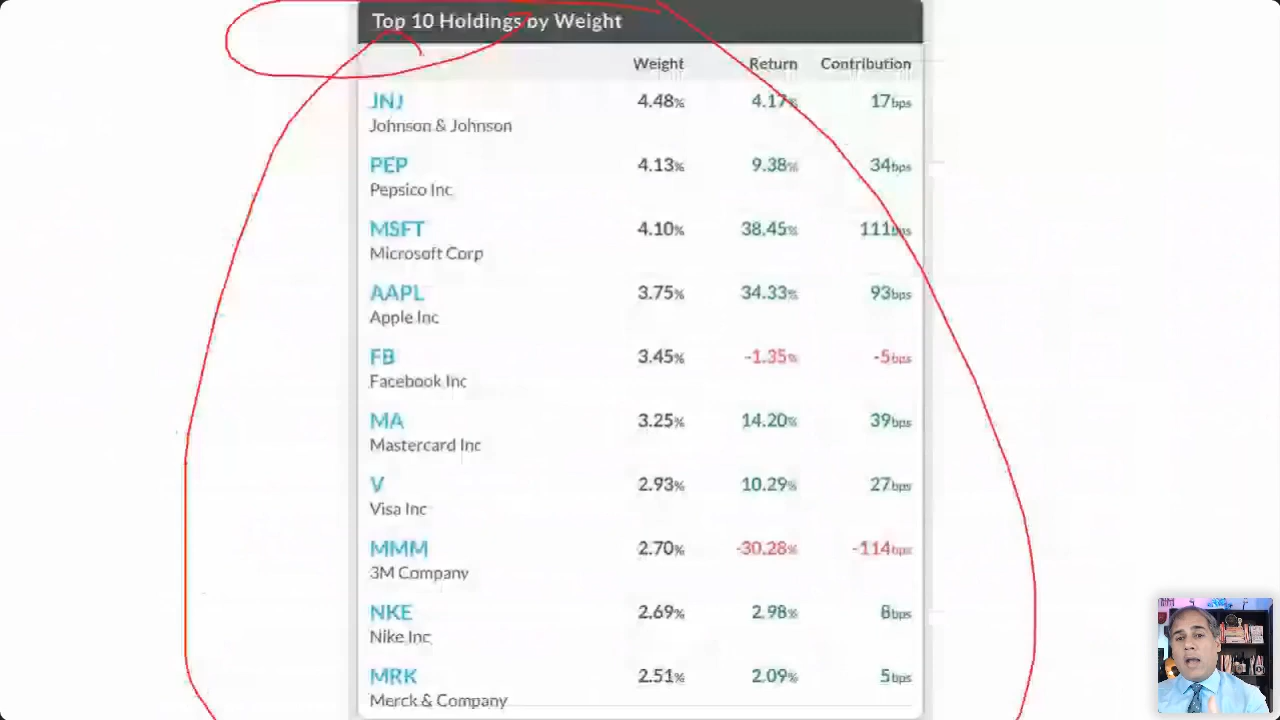 Top 10 Holdings by Weight
Weight Return Contribution
JNJ 4.48% 4.17% 17bps
Johnson & Johnson
PEP 4.13% 9.38% 34bps
Pepsico Inc
MSFT 4.10% 38.45% 111bps
Microsoft Corp
AAPL 3.75% 34.33% 93bps
Apple Inc
FB 3.45% -1.35% -5bps
Facebook Inc
MA 3.25% 14.20% 39bps
Mastercard Inc
V 2.93% 10.29% 27bps
Visa Inc
MMM 2.70% -30.28% -114bps
3M Company
NKE 2.69% 2.98% 8bps
Nike Inc
MRK 2.51% 2.09% 5bps
Merck & Company